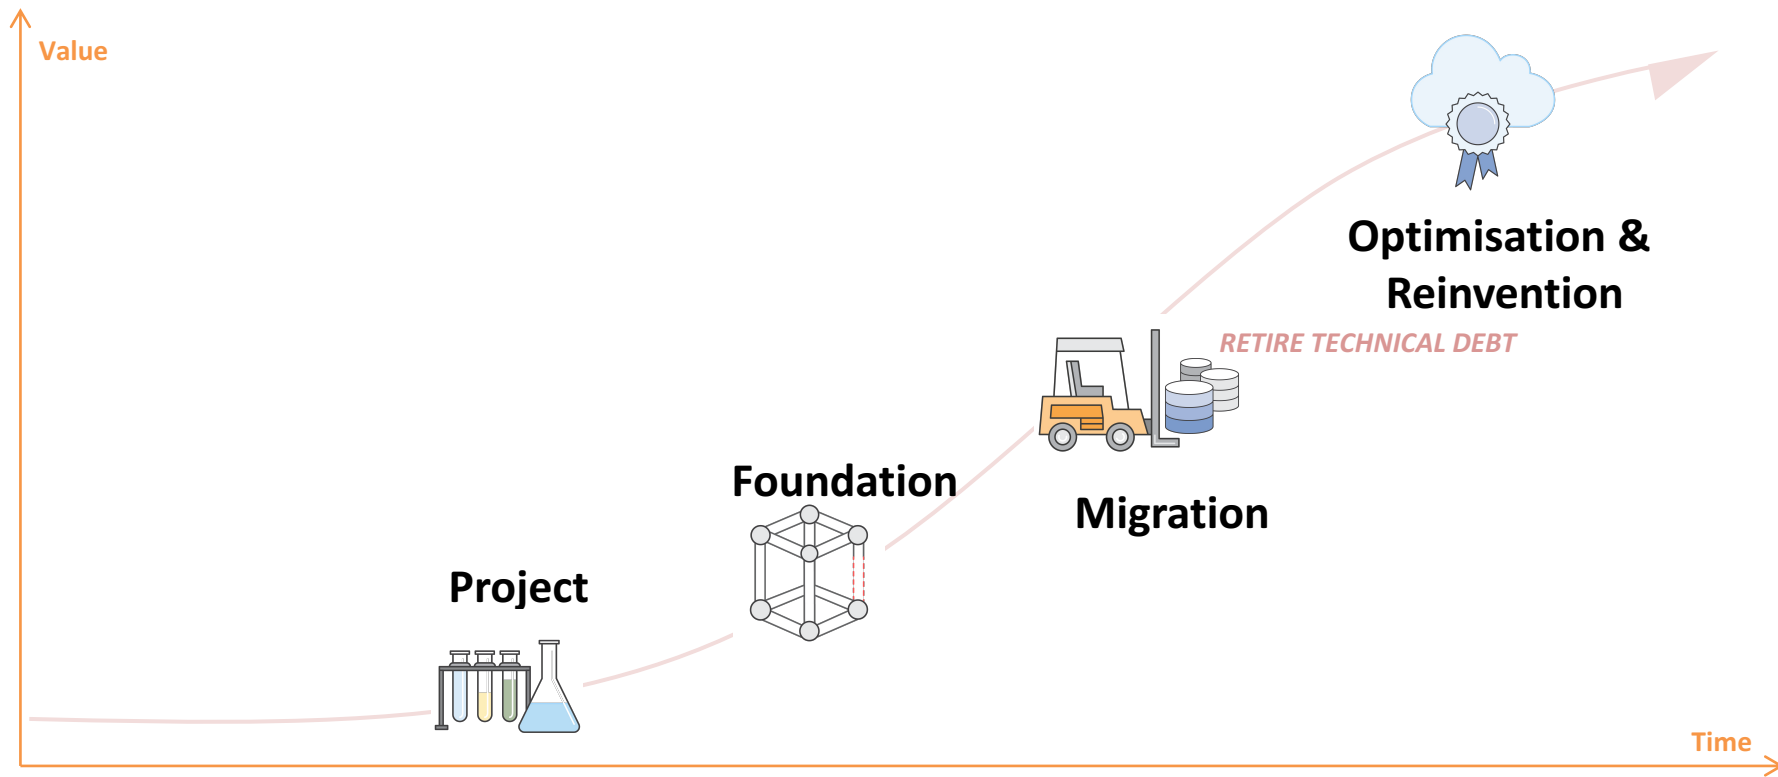 Value
Optimisation &
Reinvention
RETIRE TECHNICAL DEBT
Foundation
Migration
Project
Time